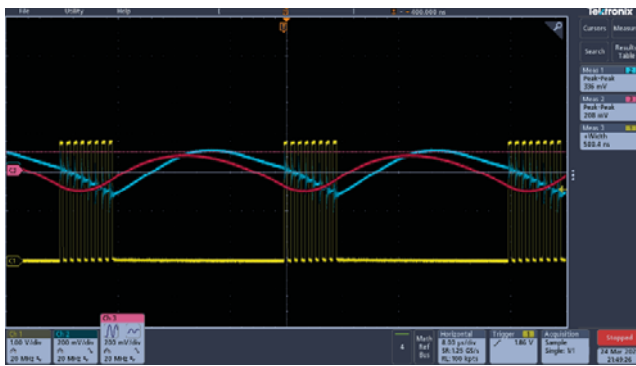 File Utility Help
Tektronix
Cursors Measure
Search Results
Table
Meas 1
Peak-Peak
336 mV
Meas 2
Peak-Peak
208 mV
Meas 3
+Width
500.4 ns
C1
Ch 3
Ch 1
Ch 2
200 mV/div
200 mV/div
20 MHz
20 MHz
20 MHz
4
Math
Ref
Bus
Horizontal
8.00 µs/div
SR: 1.25 GS/s
RL: 100 kpts
Trigger 1
1.86 V
Acquisition
Sample
Single: 1/1
Stopped
24 Mar
21:49:26